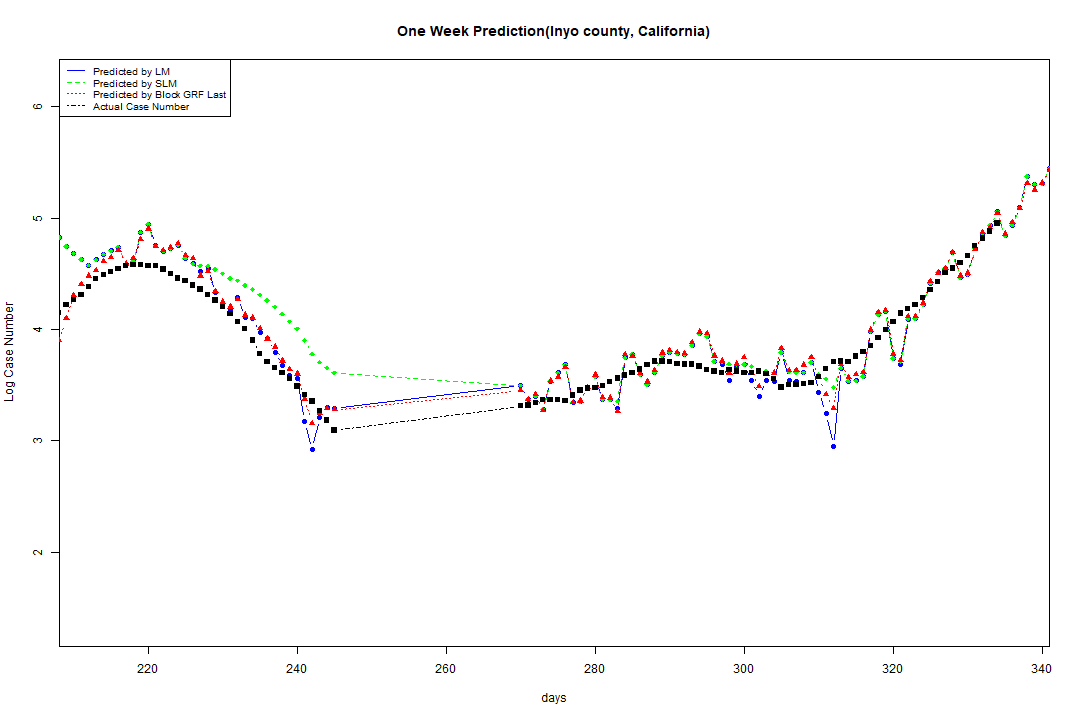 One Week Prediction(Inyo county, California)
Predicted by LM
Predicted by SLM
Predicted by Block GRF Last
Actual Case Number
6
5
4
3
2
Log Case Number
220 240 260 280 300 320 340
days